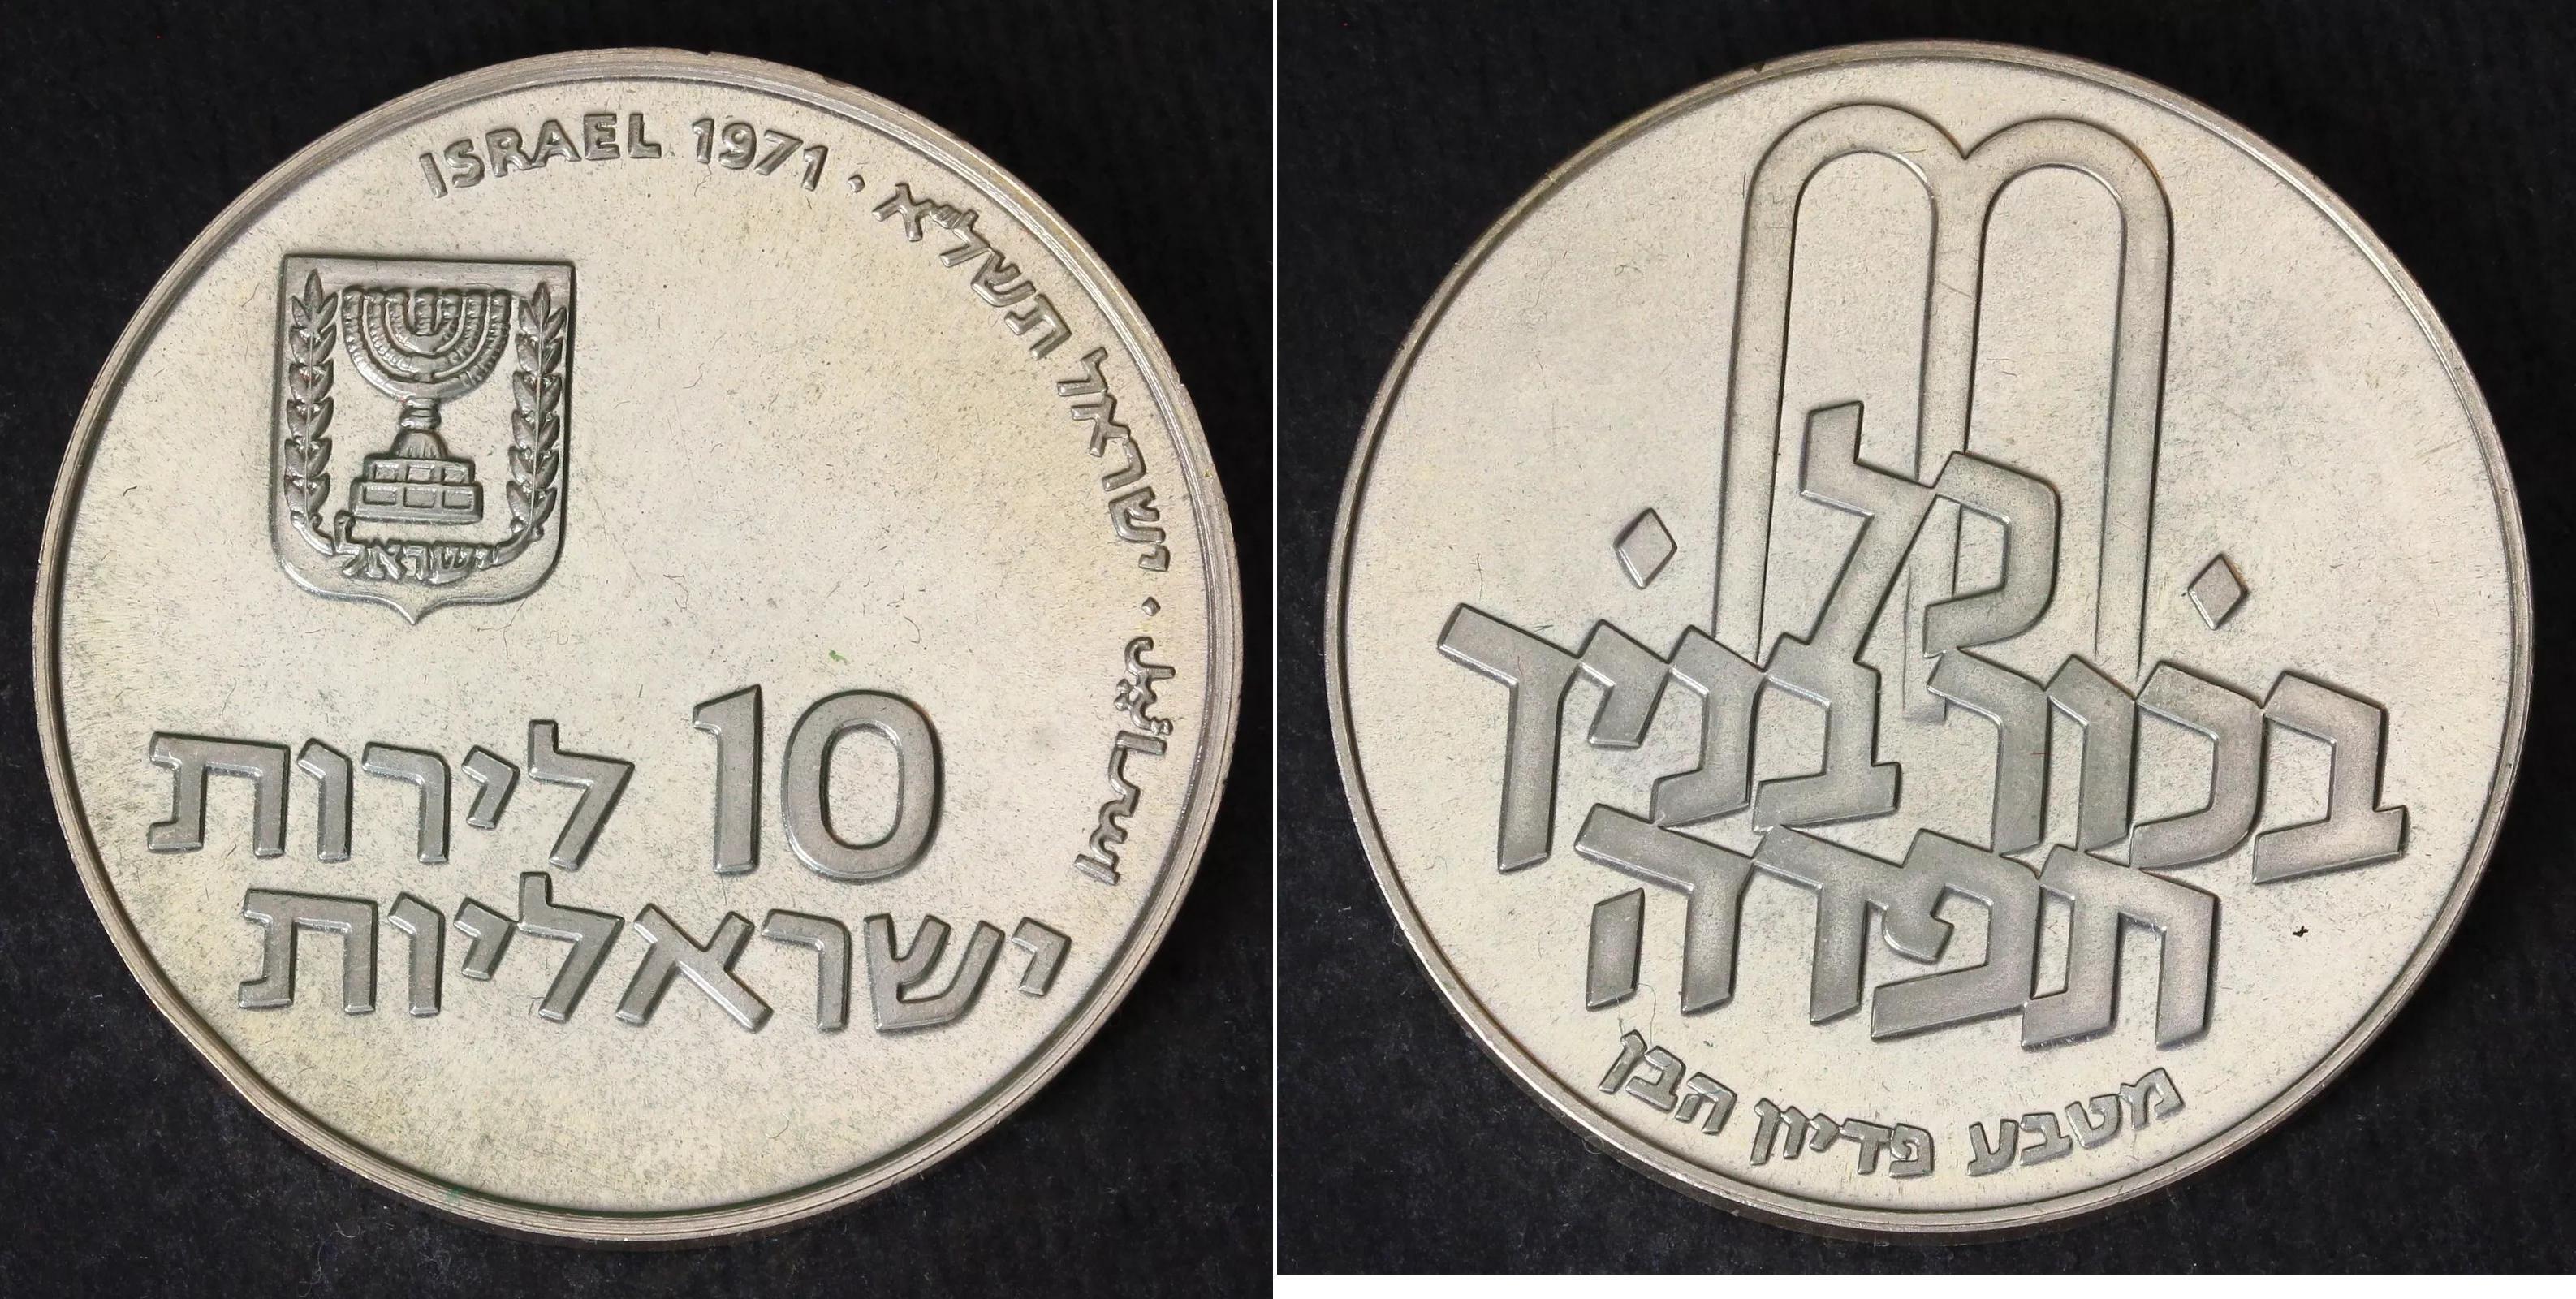 ISRAEL 1971 · ישראל תשל"א · اسرائيل
ישראל
10 לירות
ישראליות
כל
בכור בניך
תפדה
מטבע פדיון הבן